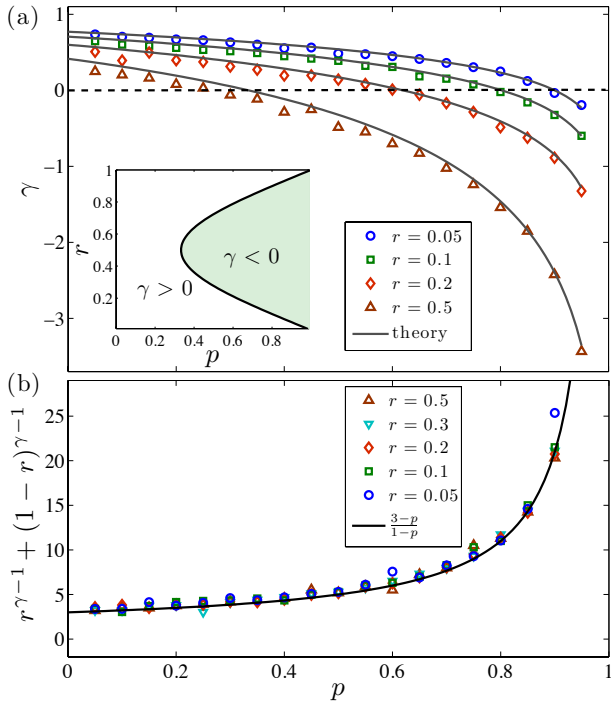 (a)
1
0
−1
−2
−3
γ
1
0.8
0.6
0.4
0.2
r
γ < 0
γ > 0
0 0.2 0.4 0.6 0.8
p
r = 0.05
r = 0.1
r = 0.2
r = 0.5
theory
(b)
25
20
15
10
5
0
r^{γ−1} + (1 − r)^{γ−1}
r = 0.5
r = 0.3
r = 0.2
r = 0.1
r = 0.05
\frac{3−p}{1−p}
0 0.2 0.4 0.6 0.8 1
p